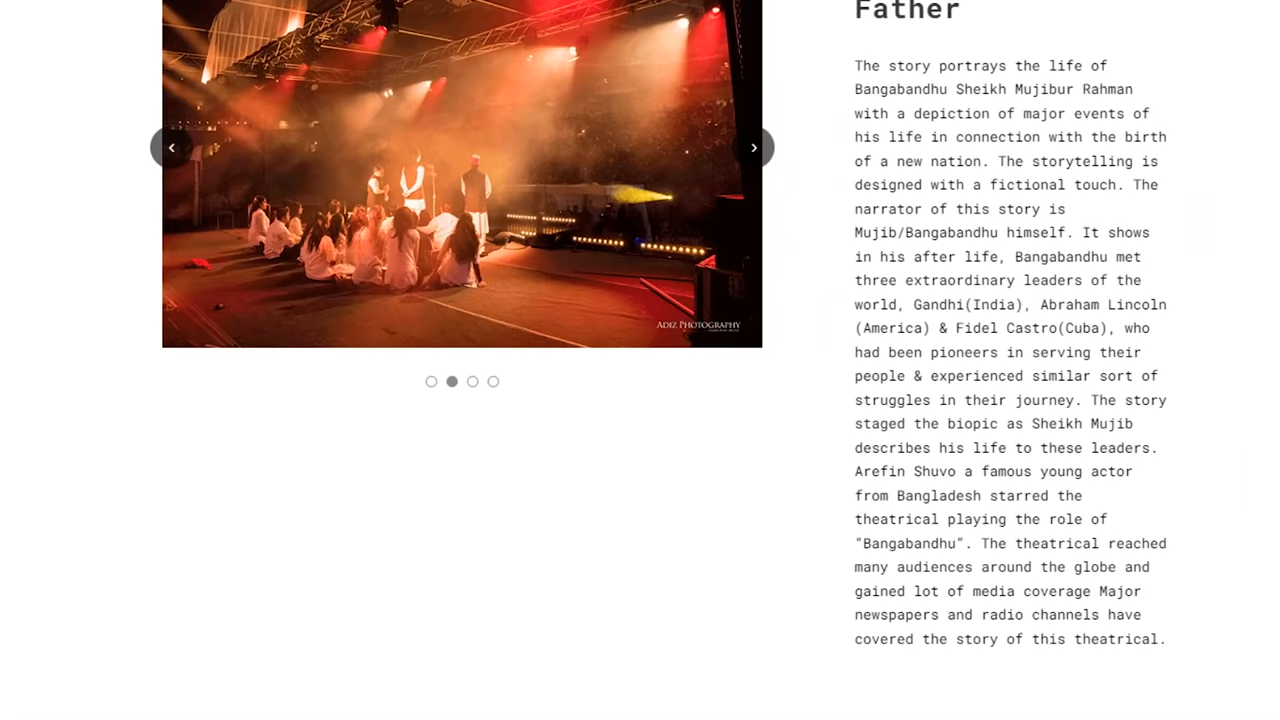 Father
The story portrays the life of
Bangabandhu Sheikh Mujibur Rahman
with a depiction of major events of
his life in connection with the birth
of a new nation. The storytelling is
designed with a fictional touch. The
narrator of this story is
Mujib/Bangabandhu himself. It shows
in his after life, Bangabandhu met
three extraordinary leaders of the
world, Gandhi(India), Abraham Lincoln
(America) & Fidel Castro(Cuba), who
had been pioneers in serving their
people & experienced similar sort of
struggles in their journey. The story
staged the biopic as Sheikh Mujib
describes his life to these leaders.
Arefin Shuvo a famous young actor
from Bangladesh starred the
theatrical playing the role of
"Bangabandhu". The theatrical reached
many audiences around the globe and
gained lot of media coverage Major
newspapers and radio channels have
covered the story of this theatrical.
ADIZ PHOTOGRAPHY